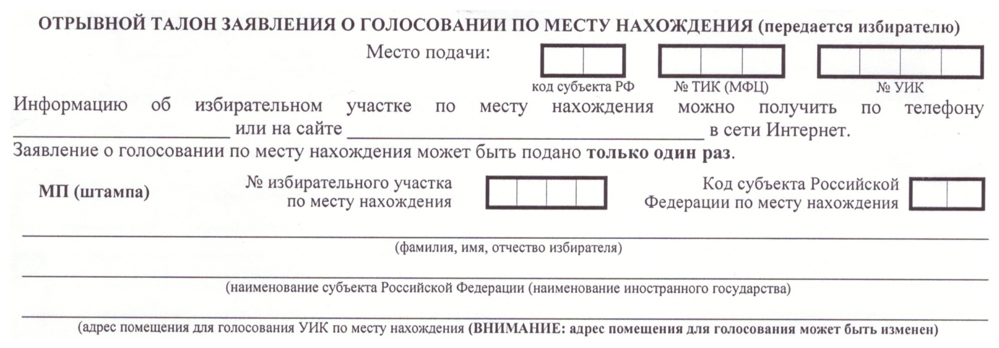 ОТРЫВНОЙ ТАЛОН ЗАЯВЛЕНИЯ О ГОЛОСОВАНИИ ПО МЕСТУ НАХОЖДЕНИЯ (передается избирателю)
Место подачи:
код субъекта РФ № ТИК (МФЦ) № УИК
Информацию об избирательном участке по месту нахождения можно получить по телефону
или на сайте в сети Интернет.
Заявление о голосовании по месту нахождения может быть подано только один раз.
МП (штампа)
№ избирательного участка
по месту нахождения
Код субъекта Российской
Федерации по месту нахождения
(фамилия, имя, отчество избирателя)
(наименование субъекта Российской Федерации (наименование иностранного государства)
(адрес помещения для голосования УИК по месту нахождения (ВНИМАНИЕ: адрес помещения для голосования может быть изменен)